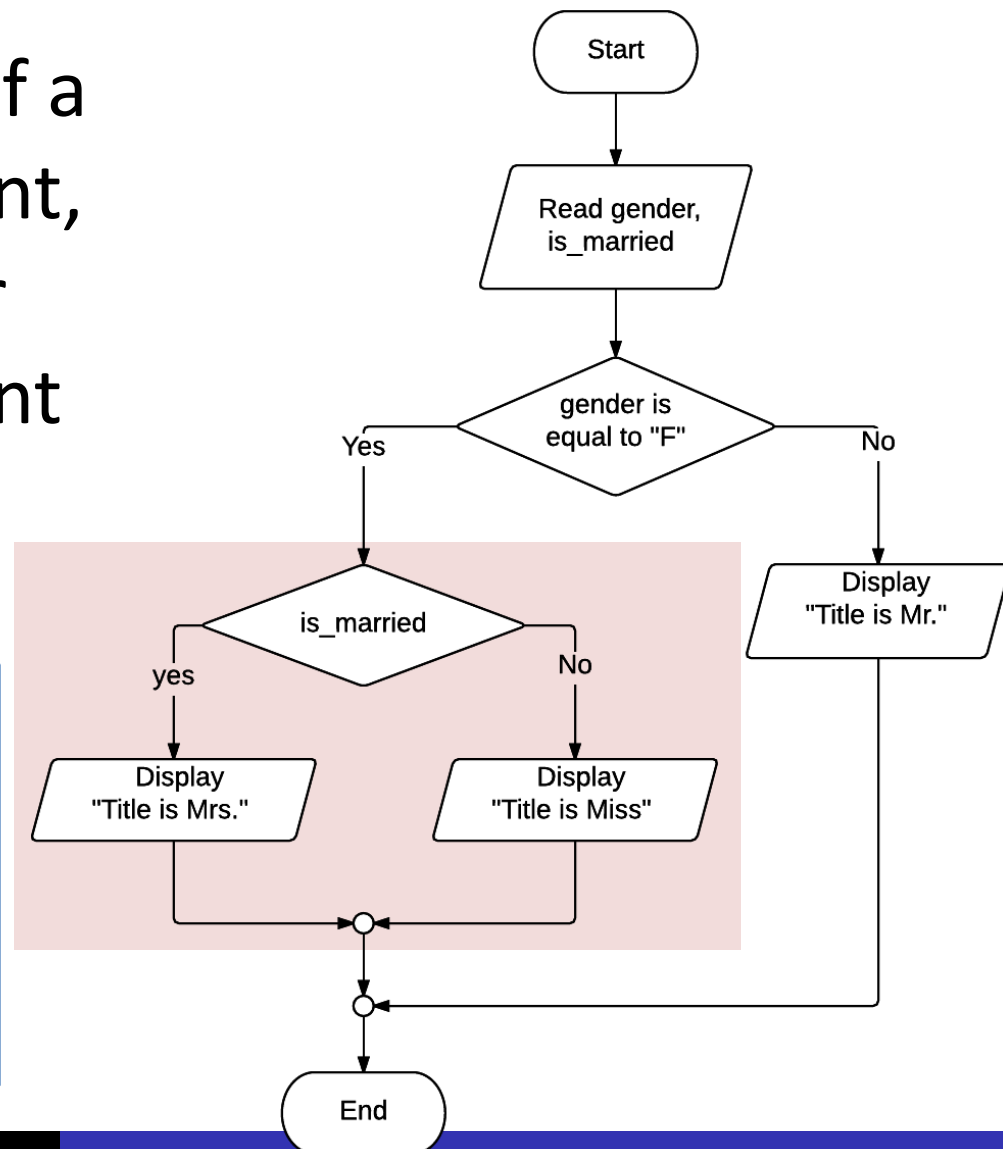 f a
nt,
nt
Start
Read gender,
is_married
gender is
equal to "F"
Yes
No
is_married
Display
"Title is Mr."
yes
No
Display
"Title is Mrs."
Display
"Title is Miss"
End